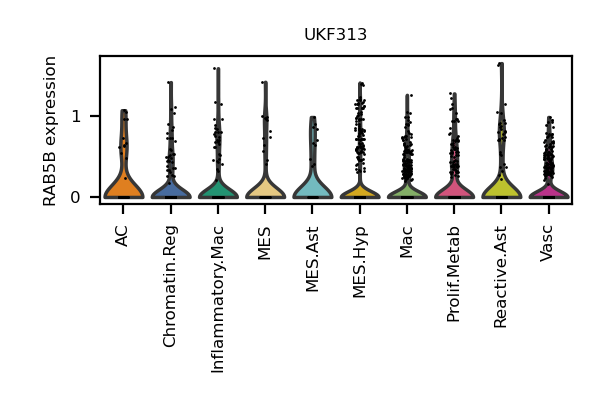 UKF313
RAB5B expression
1
0
AC
Chromatin.Reg
Inflammatory.Mac
MES
MES.Ast
MES.Hyp
Mac
Prolif.Metab
Reactive.Ast
Vasc